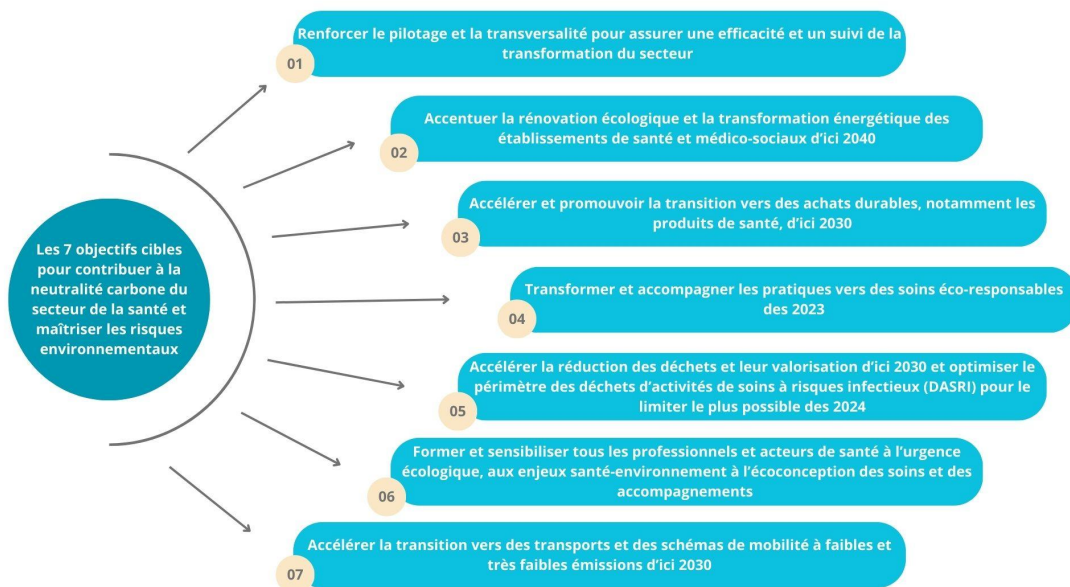 Renforcer le pilotage et la transversalité pour assurer une efficacité et un suivi de la
transformation du secteur
01
Accentuer la rénovation écologique et la transformation énergétique des
établissements de santé et médico-sociaux d’ici 2040
02
Les 7 objectifs cibles
pour contribuer à la
neutralité carbone du
secteur de la santé et
maîtriser les risques
environnementaux
Accélérer et promouvoir la transition vers des achats durables, notamment les
produits de santé, d’ici 2030
03
Transformer et accompagner les pratiques vers des soins éco-responsables
des 2023
04
Accélérer la réduction des déchets et leur valorisation d’ici 2030 et optimiser le
périmètre des déchets d’activités de soins à risques infectieux (DASRI) pour le
limiter le plus possible des 2024
05
Former et sensibiliser tous les professionnels et acteurs de santé à l’urgence
écologique, aux enjeux santé-environnement à l’écoconception des soins et des
accompagnements
06
Accélérer la transition vers des transports et des schémas de mobilité à faibles et
très faibles émissions d’ici 2030
07